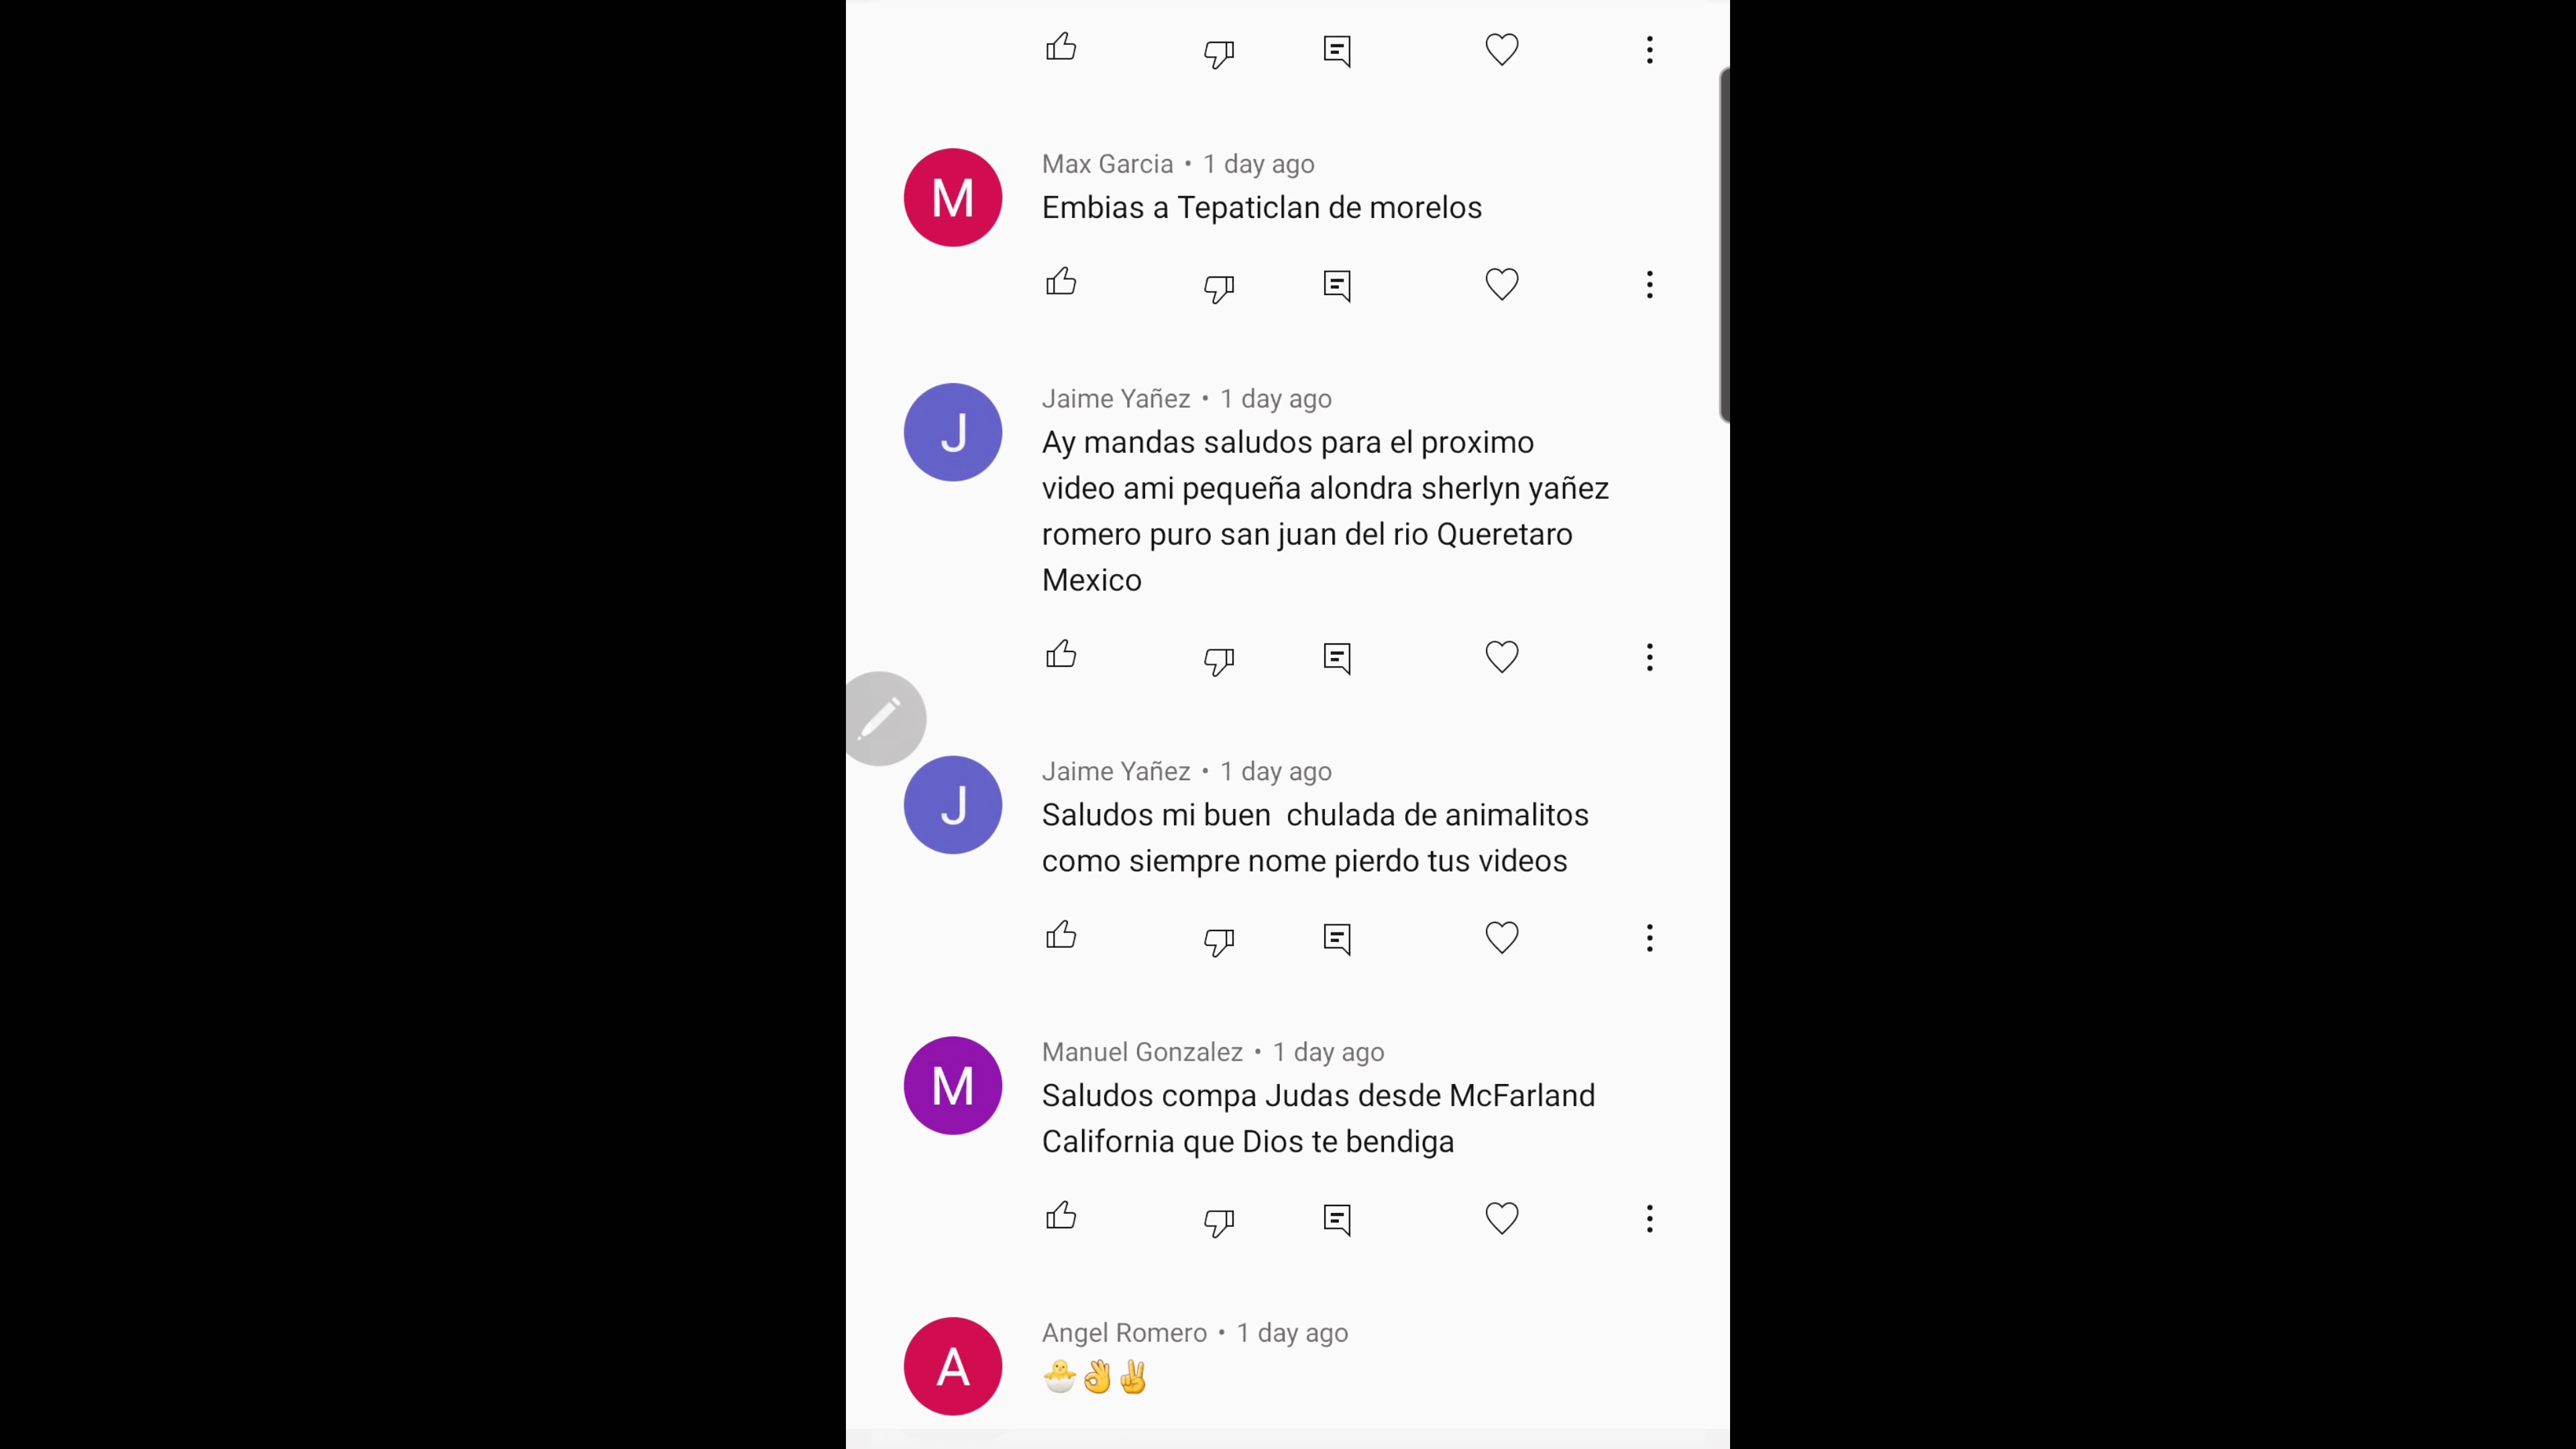 M
Max Garcia • 1 day ago
Embias a Tepaticlan de morelos
J
Jaime Yañez • 1 day ago
Ay mandas saludos para el proximo
video ami pequeña alondra sherlyn yañez
romero puro san juan del rio Queretaro
Mexico
J
Jaime Yañez • 1 day ago
Saludos mi buen  chulada de animalitos
como siempre nome pierdo tus videos
M
Manuel Gonzalez • 1 day ago
Saludos compa Judas desde McFarland
California que Dios te bendiga
A
Angel Romero • 1 day ago
🐣👌✌